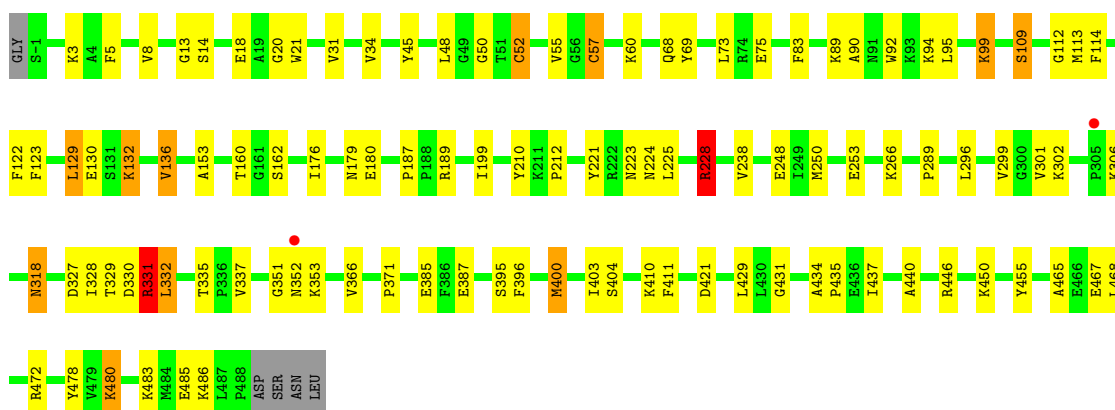 GLY S-1 K3 A4 F5 V8 G13 S14 E18 A19 G20 W21 V31 V34 Y45 L48 G49 G50 T51 C52 V55 G56 C57 K60 Q68 Y69 L73 R74 E75 F83 K89 A90 N91 W92 K93 K94 L95 K99 S109 G112 M113 F114
F122 F123 L129 E130 S131 K132 V136 A153 T160 G161 S162 I176 N179 E180 P187 P188 R189 I199 Y210 K211 P212 Y221 R222 N223 N224 L225 R228 V238 E248 I249 M250 E253 K266 P289 L296 V299 G300 V301 K302 P305 K306
N318 D327 I328 T329 D330 R331 L332 T335 P336 V337 G351 N352 K353 V366 P371 E385 F386 E387 S395 F396 M400 I403 S404 K410 F411 D421 L429 L430 G431 A434 P435 E436 I437 A440 R446 K450 Y455 A465 E466 E467 L468
R472 Y478 V479 K480 K483 M484 E485 K486 L487 P488 ASP SER ASN LEU